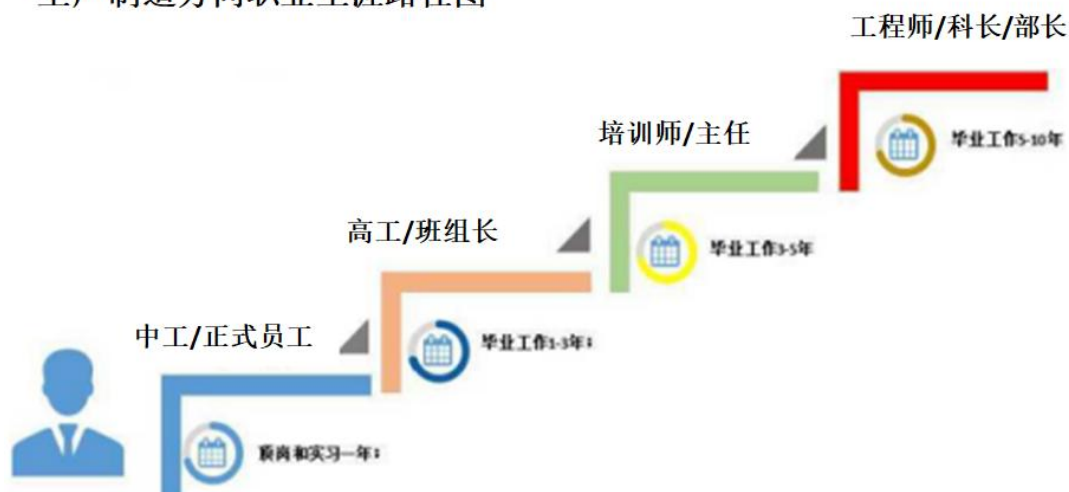 工程师/科长/部长
毕业工作5-10年
培训师/主任
毕业工作3-5年
高工/班组长
毕业工作1-3年
中工/正式员工
顶岗和实习一年